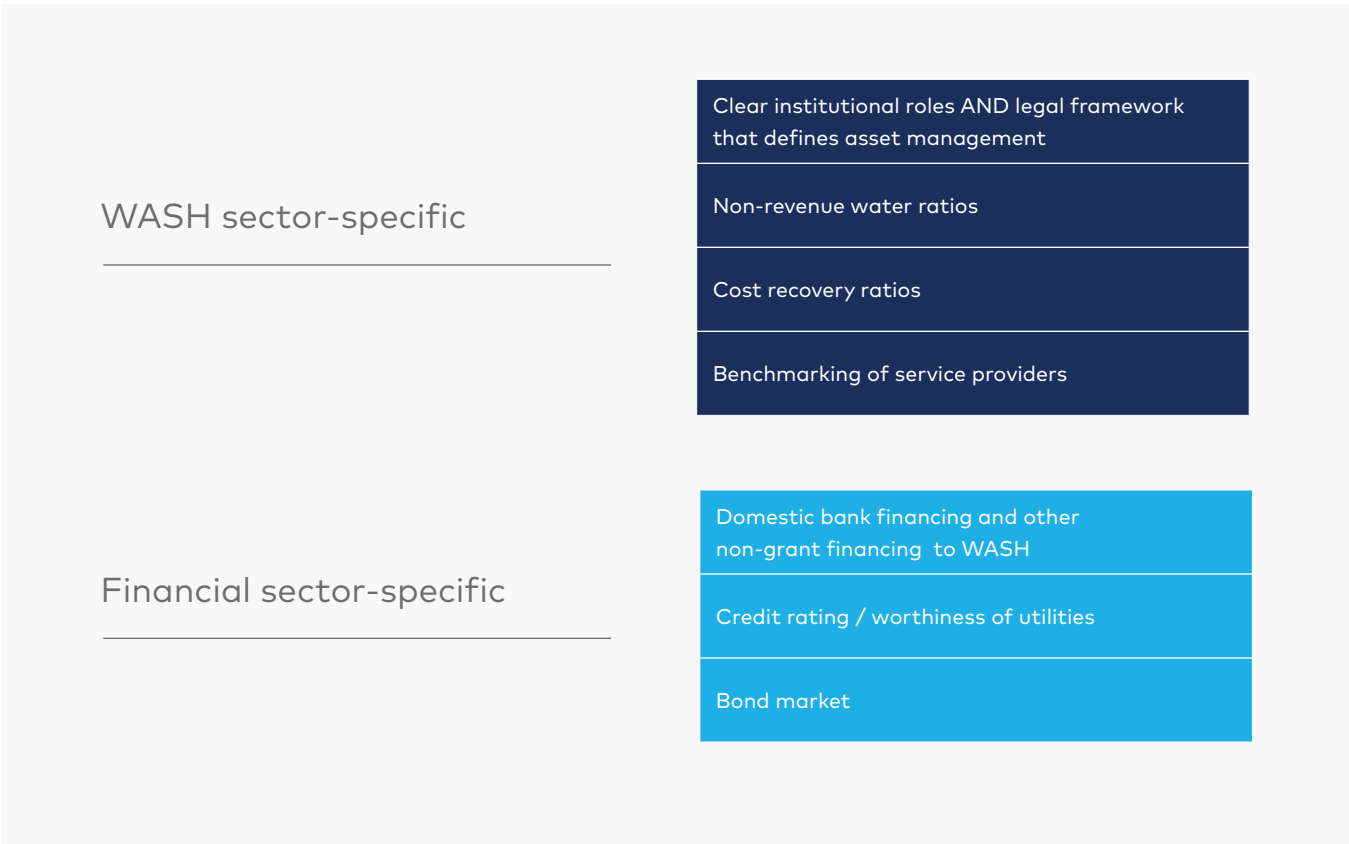 WASH sector-specific
Clear institutional roles AND legal framework
that defines asset management
Non-revenue water ratios
Cost recovery ratios
Benchmarking of service providers
Financial sector-specific
Domestic bank financing and other
non-grant financing  to WASH
Credit rating / worthiness of utilities
Bond market